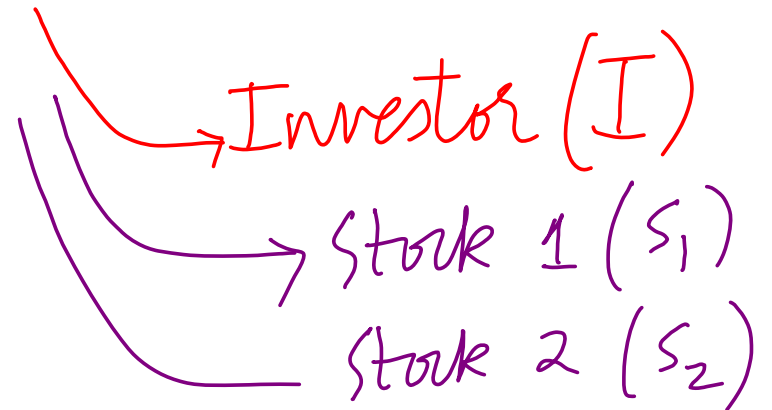 Investor (I)
Stock 1 (S₁)
Stock 2 (S₂)